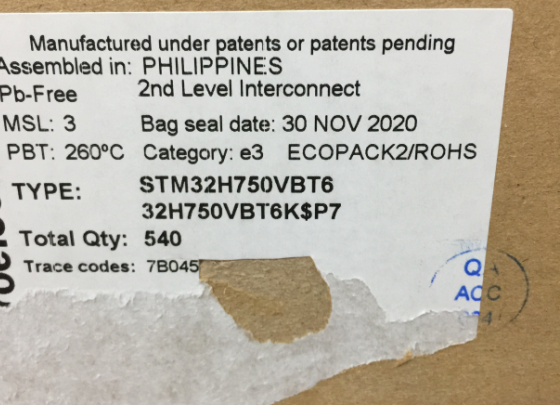 Manufactured under patents or patents pending
Assembled in: PHILIPPINES
Pb-Free 2nd Level Interconnect
MSL: 3 Bag seal date: 30 NOV 2020
PBT: 260ºC Category: e3 ECOPACK2/ROHS
TYPE: STM32H750VBT6
32H750VBT6K$P7
Total Qty: 540
Trace codes: 7B045
QA
ACC